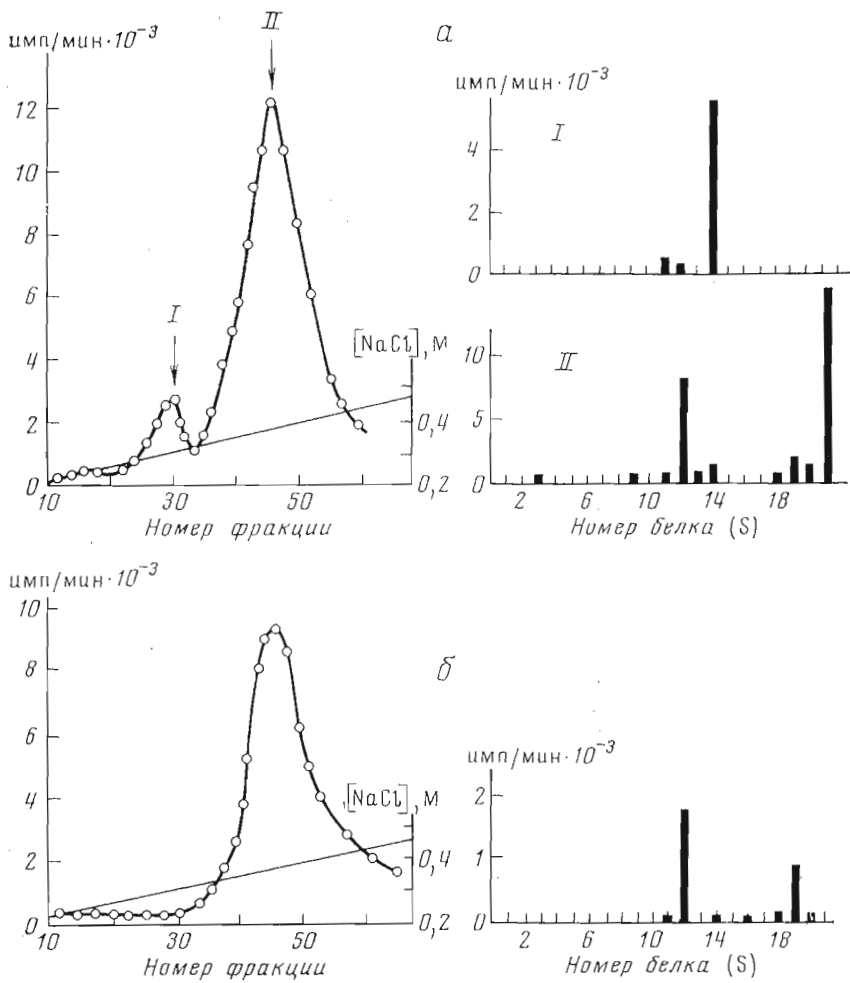 имп/мин·10⁻³
II
а
12
10
8
6
4
2
0
I
[NaCl], М
0,4
0,2
10 30 50
Номер фракции
имп/мин·10⁻³
I
4
2
0
II
10
5
0
2 6 10 14 18
Номер белка (S)
имп/мин·10⁻³
б
10
8
6
4
2
0
[NaCl], М
0,4
0,2
10 30 50
Номер фракции
имп/мин·10⁻³
2
1
0
2 6 10 14 18
Номер белка (S)